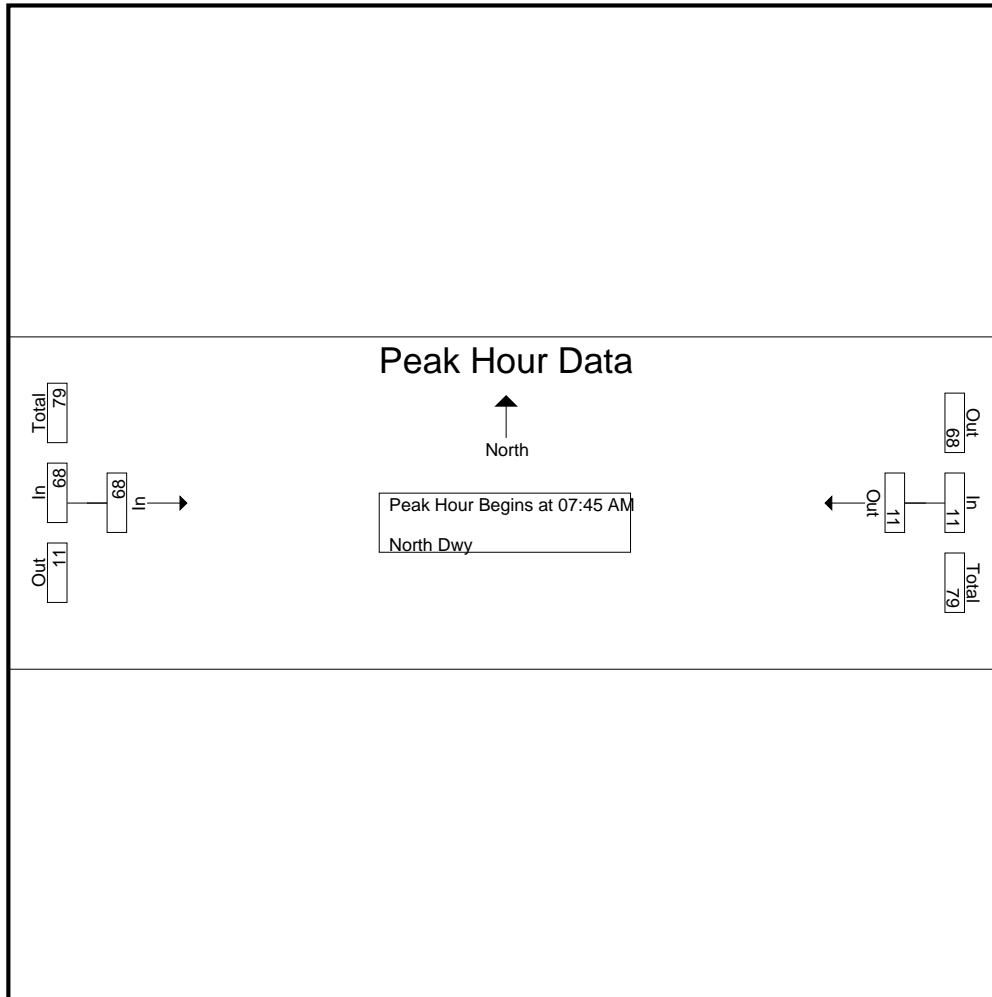 Peak Hour Data
North
Peak Hour Begins at 07:45 AM
North Dwy
Total
79
In
68
Out
11
68
In
Out
68
In
11
Total
79
11
Out